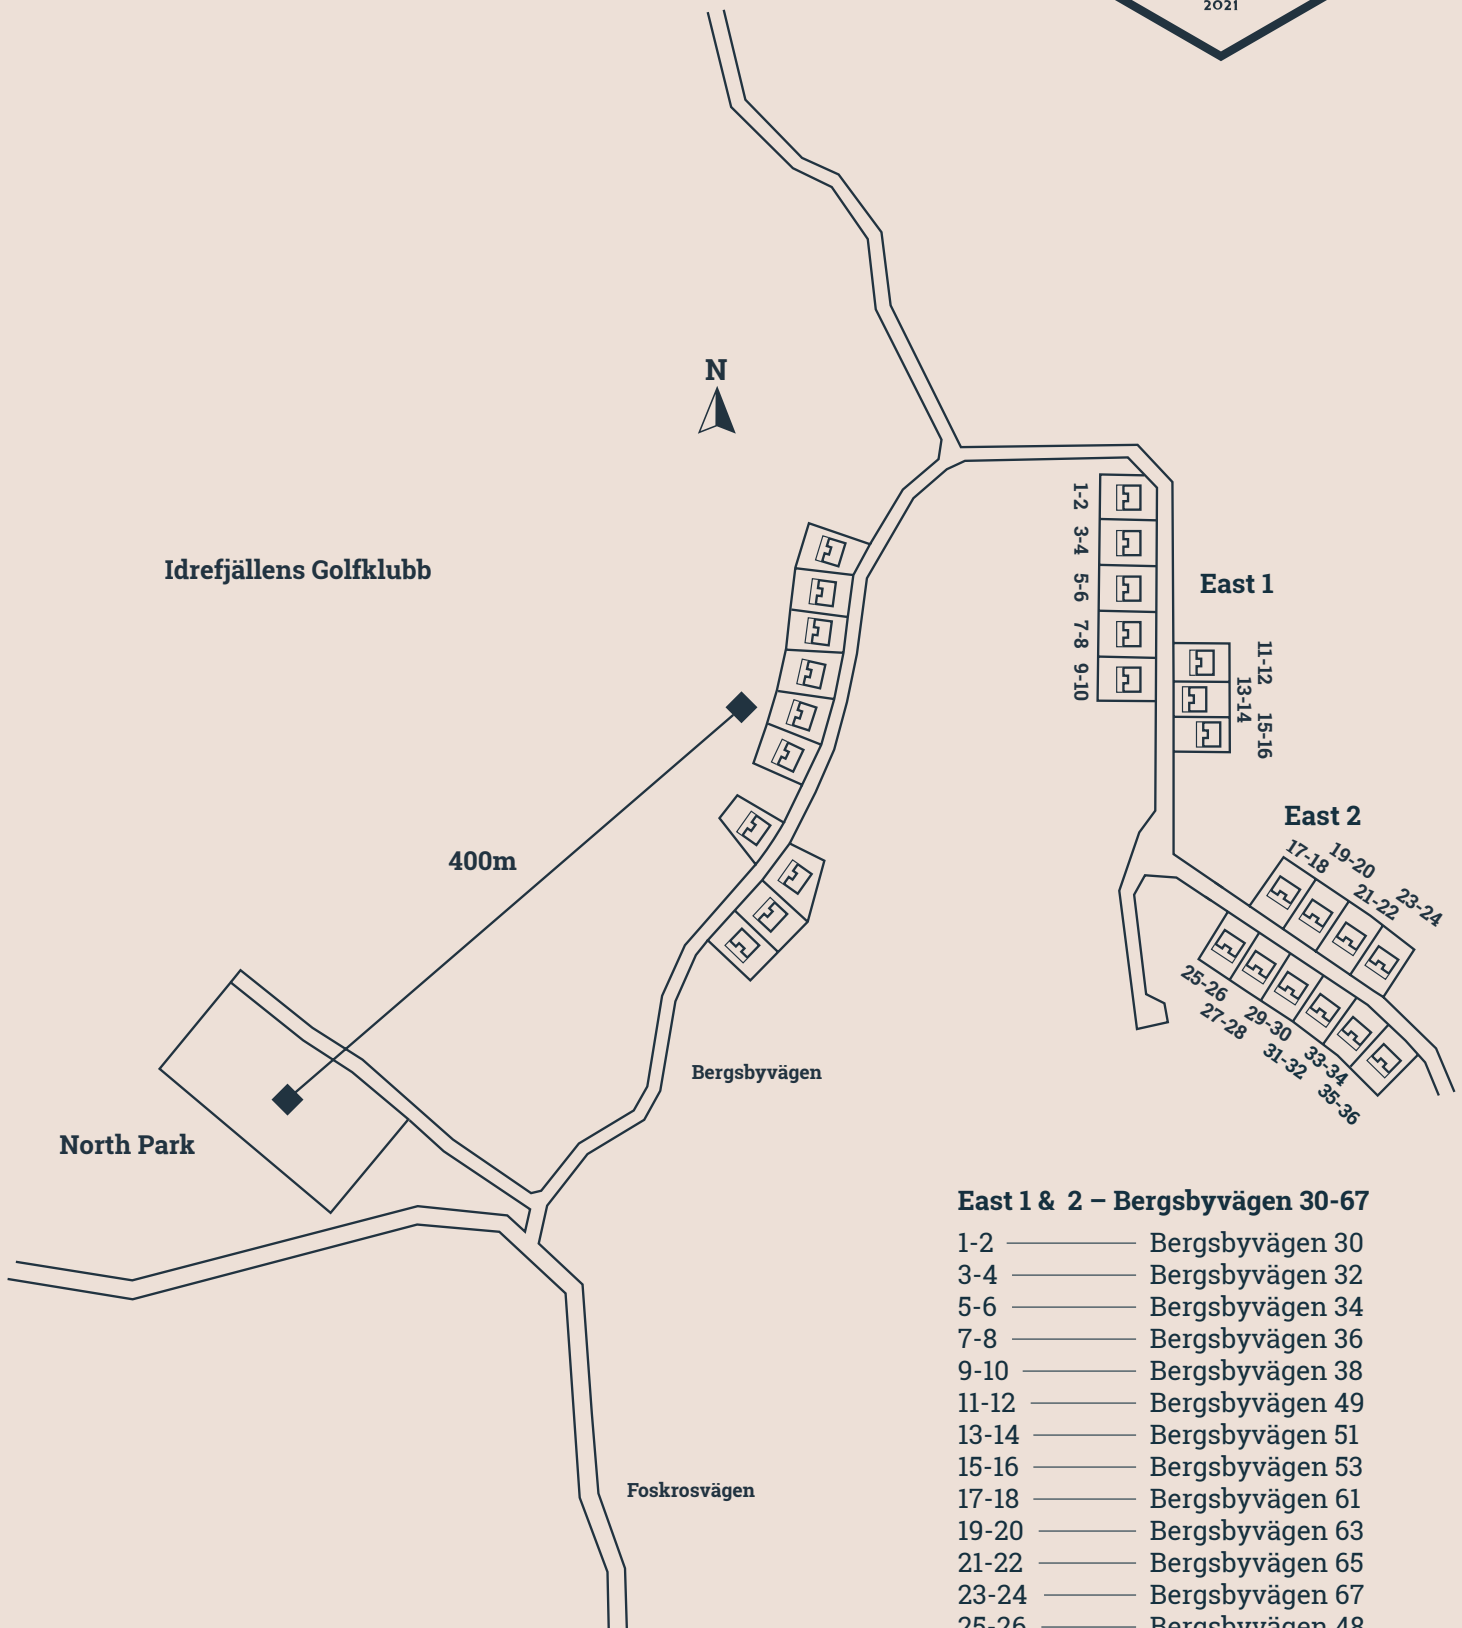 2021
N
Idrefjällens Golfklubb
1-2
3-4
5-6
7-8
9-10
East 1
11-12
13-14
15-16
East 2
17-18
19-20
21-22
23-24
400m
25-26
27-28
29-30
31-32
33-34
35-36
Bergsbyvägen
North Park
East 1 & 2 – Bergsbyvägen 30-67
1-2 Bergsbyvägen 30
3-4 Bergsbyvägen 32
5-6 Bergsbyvägen 34
7-8 Bergsbyvägen 36
9-10 Bergsbyvägen 38
11-12 Bergsbyvägen 49
13-14 Bergsbyvägen 51
15-16 Bergsbyvägen 53
Foskrosvägen
17-18 Bergsbyvägen 61
19-20 Bergsbyvägen 63
21-22 Bergsbyvägen 65
23-24 Bergsbyvägen 67
25-26 Bergsbyvägen 48